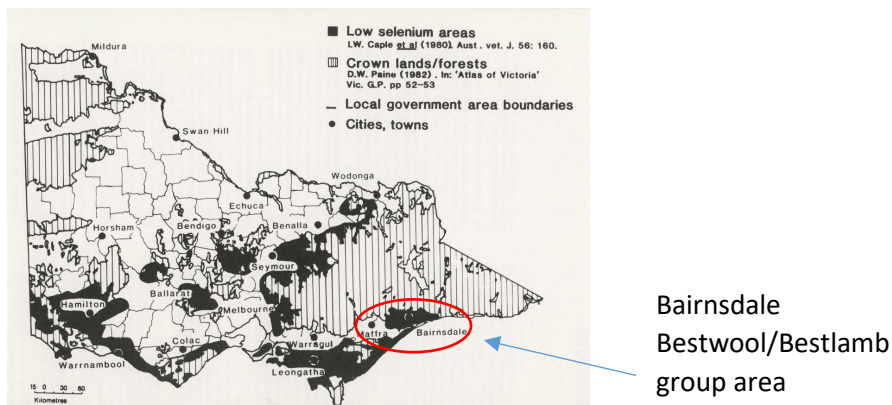 Low selenium areas
I.W. Caple et al (1980). Aust. vet. J. 56: 160.
Crown lands/forests
D.W. Paine (1982). In: 'Atlas of Victoria'
Vic. G.P. pp 52-53
Local government area boundaries
Cities, towns
Mildura
Swan Hill
Wodonga
Echuca
Horsham
Bendigo
Benalla
Seymour
Hamilton
Ballarat
Melbourne
Maffra
Bairnsdale
Warrnambool
Colac
Warragul
Leongatha
15 0 30 60
Kilometres
Bairnsdale
Bestwool/Bestlamb
group area